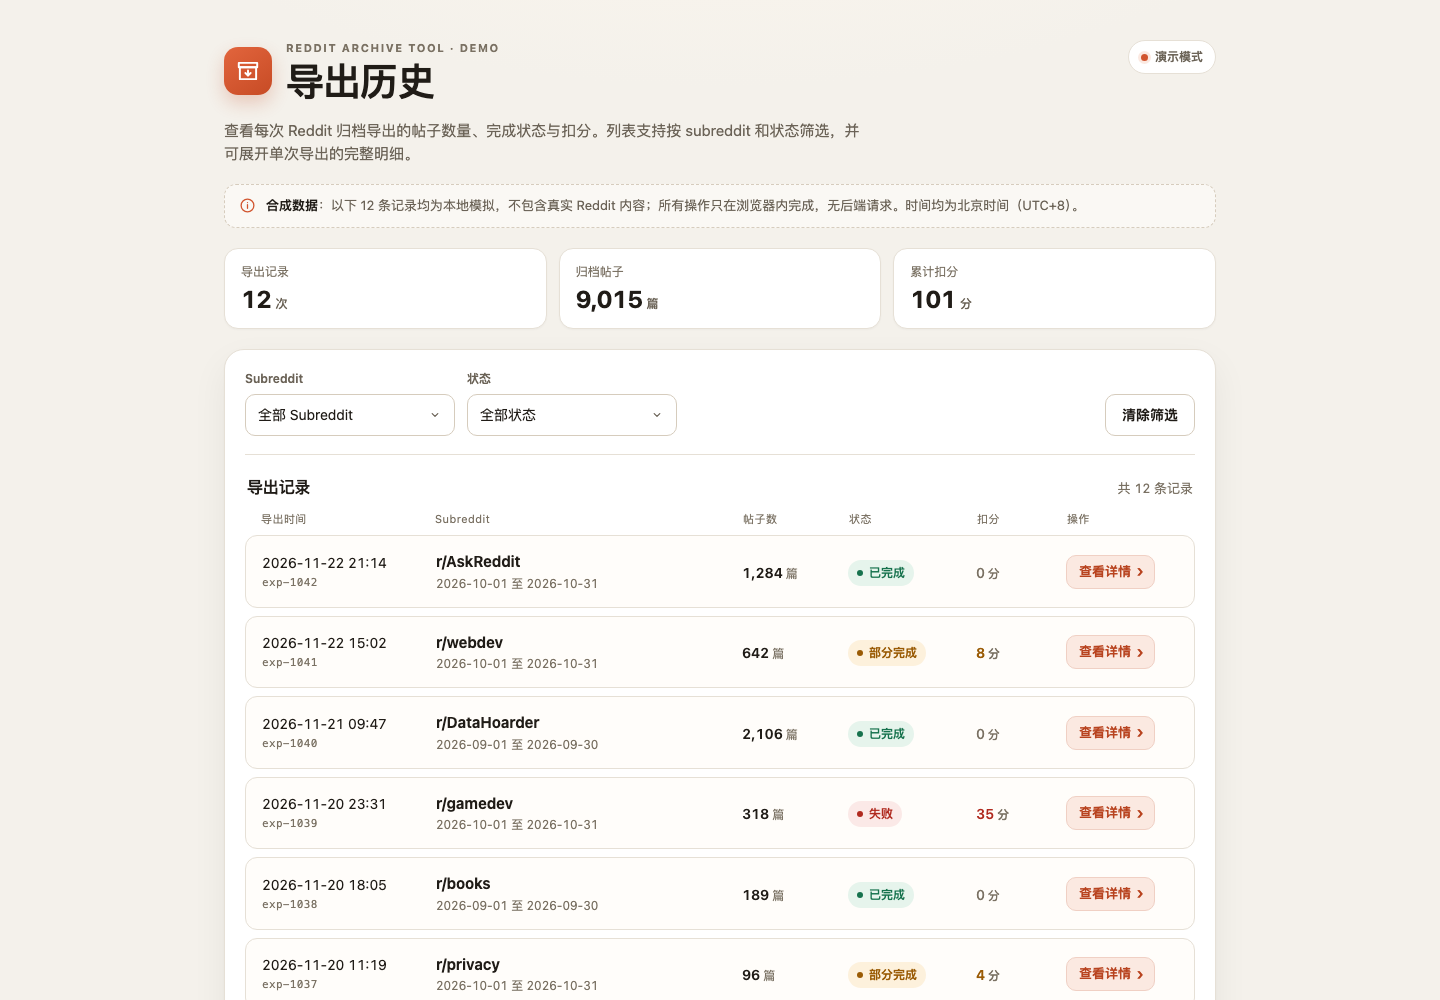 REDDIT ARCHIVE TOOL · DEMO
导出历史
演示模式
查看每次 Reddit 归档导出的帖子数量、完成状态与扣分。列表支持按 subreddit 和状态筛选，并
可展开单次导出的完整明细。
合成数据：以下 12 条记录均为本地模拟，不包含真实 Reddit 内容；所有操作只在浏览器内完成，无后端请求。时间均为北京时间（UTC+8）。
导出记录
12 次
归档帖子
9,015 篇
累计扣分
101 分
Subreddit
状态
全部 Subreddit
全部状态
清除筛选
导出记录
共 12 条记录
导出时间 Subreddit 帖子数 状态 扣分 操作
2026-11-22 21:14
exp-1042
r/AskReddit
2026-10-01 至 2026-10-31
1,284 篇
已完成
0 分
查看详情 ›
2026-11-22 15:02
exp-1041
r/webdev
2026-10-01 至 2026-10-31
642 篇
部分完成
8 分
查看详情 ›
2026-11-21 09:47
exp-1040
r/DataHoarder
2026-09-01 至 2026-09-30
2,106 篇
已完成
0 分
查看详情 ›
2026-11-20 23:31
exp-1039
r/gamedev
2026-10-01 至 2026-10-31
318 篇
失败
35 分
查看详情 ›
2026-11-20 18:05
exp-1038
r/books
2026-09-01 至 2026-09-30
189 篇
已完成
0 分
查看详情 ›
2026-11-20 11:19
exp-1037
r/privacy
2026-10-01 至 2026-10-31
96 篇
部分完成
4 分
查看详情 ›